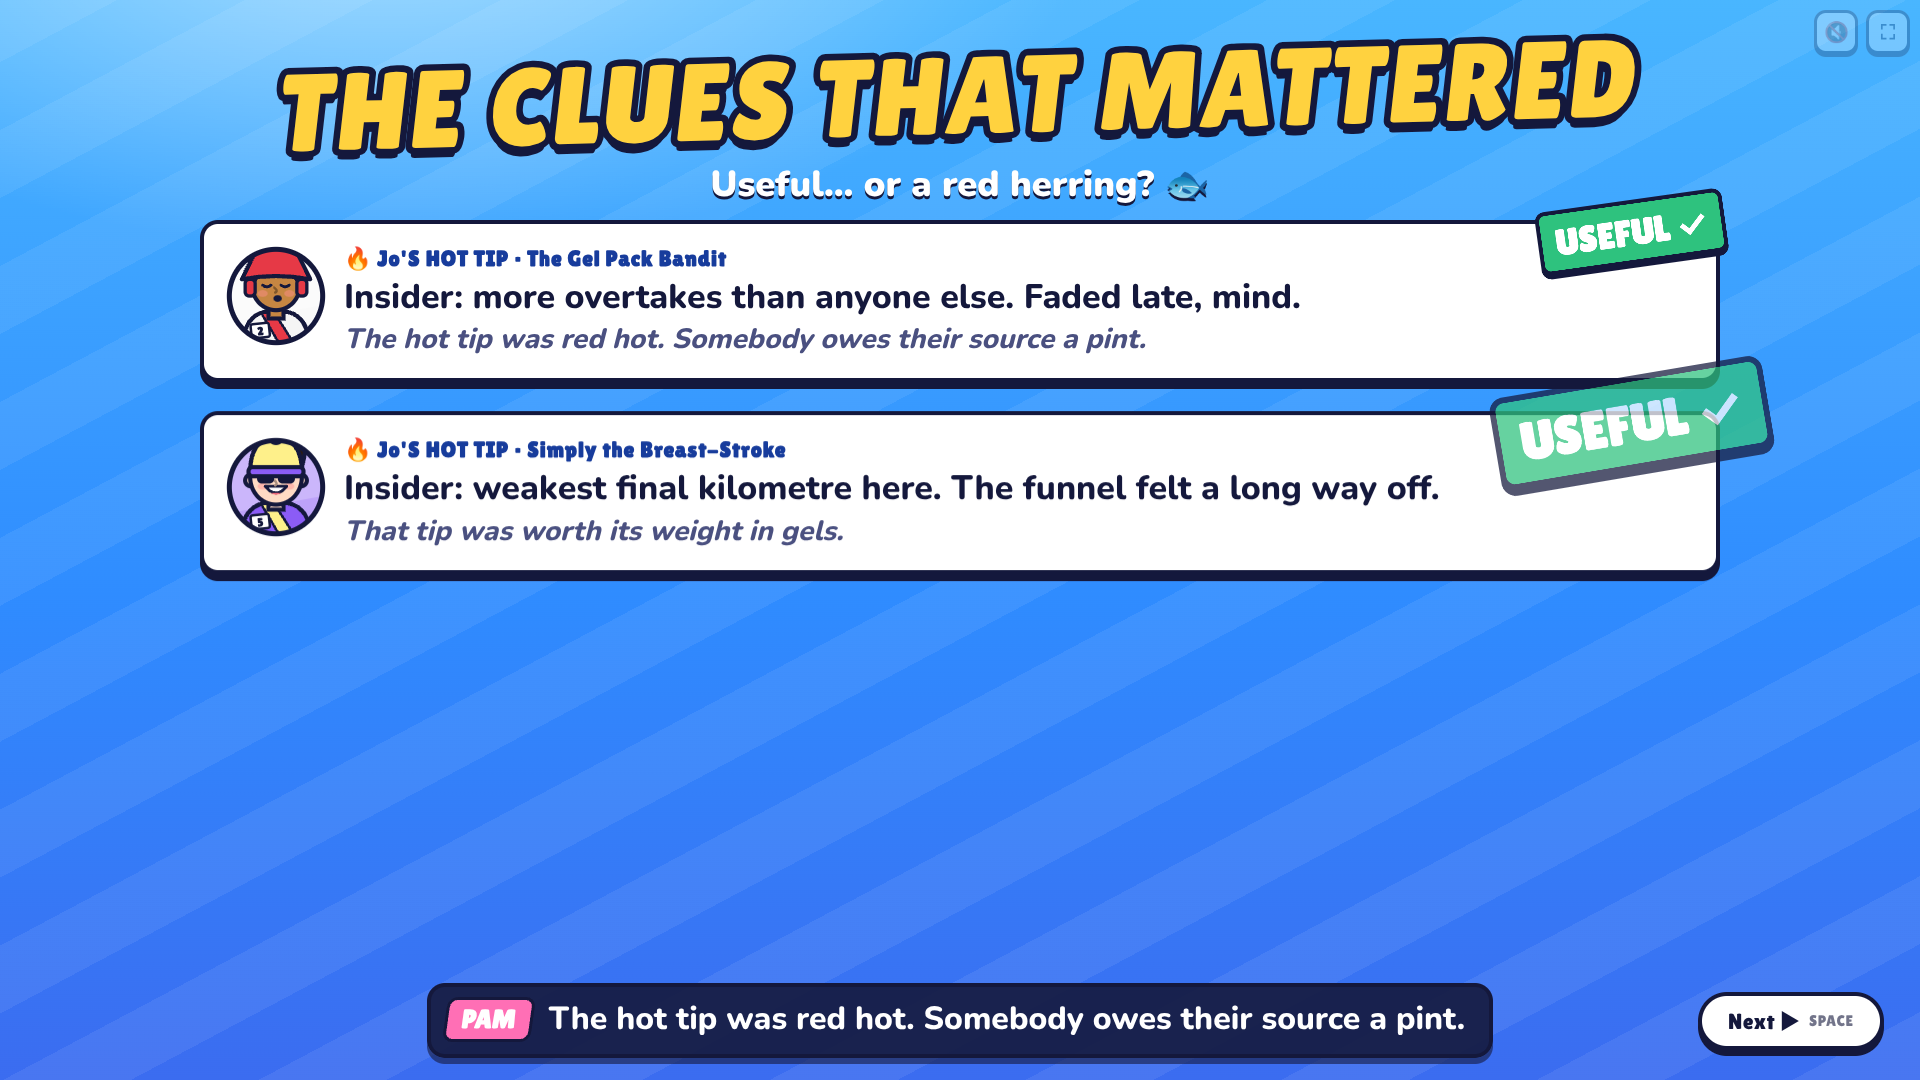 THE CLUES THAT MATTERED
Useful... or a red herring?
USEFUL ✓
🔥 Jo'S HOT TIP · The Gel Pack Bandit
Insider: more overtakes than anyone else. Faded late, mind.
The hot tip was red hot. Somebody owes their source a pint.
2
USEFUL ✓
🔥 Jo'S HOT TIP · Simply the Breast-Stroke
Insider: weakest final kilometre here. The funnel felt a long way off.
That tip was worth its weight in gels.
5
PAM The hot tip was red hot. Somebody owes their source a pint.
Next ▶ SPACE